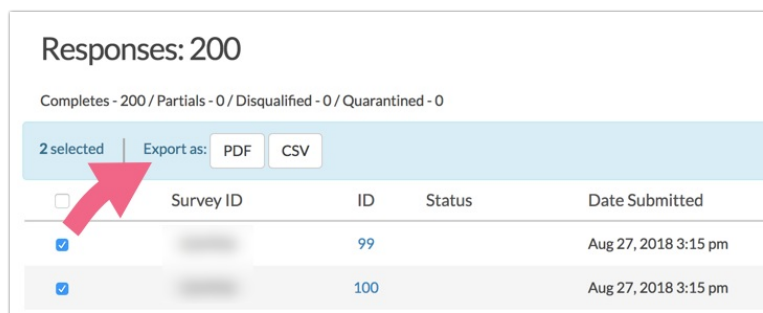 Responses: 200
Completes - 200 / Partials - 0 / Disqualified - 0 / Quarantined - 0
2 selected Export as: PDF CSV
Survey ID ID Status Date Submitted
99 Aug 27, 2018 3:15 pm
100 Aug 27, 2018 3:15 pm